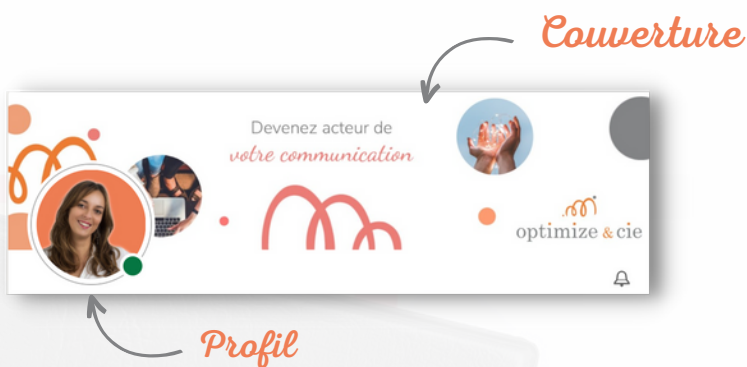 Couverture
Devenez acteur de
votre communication
optimize & cie
Profil